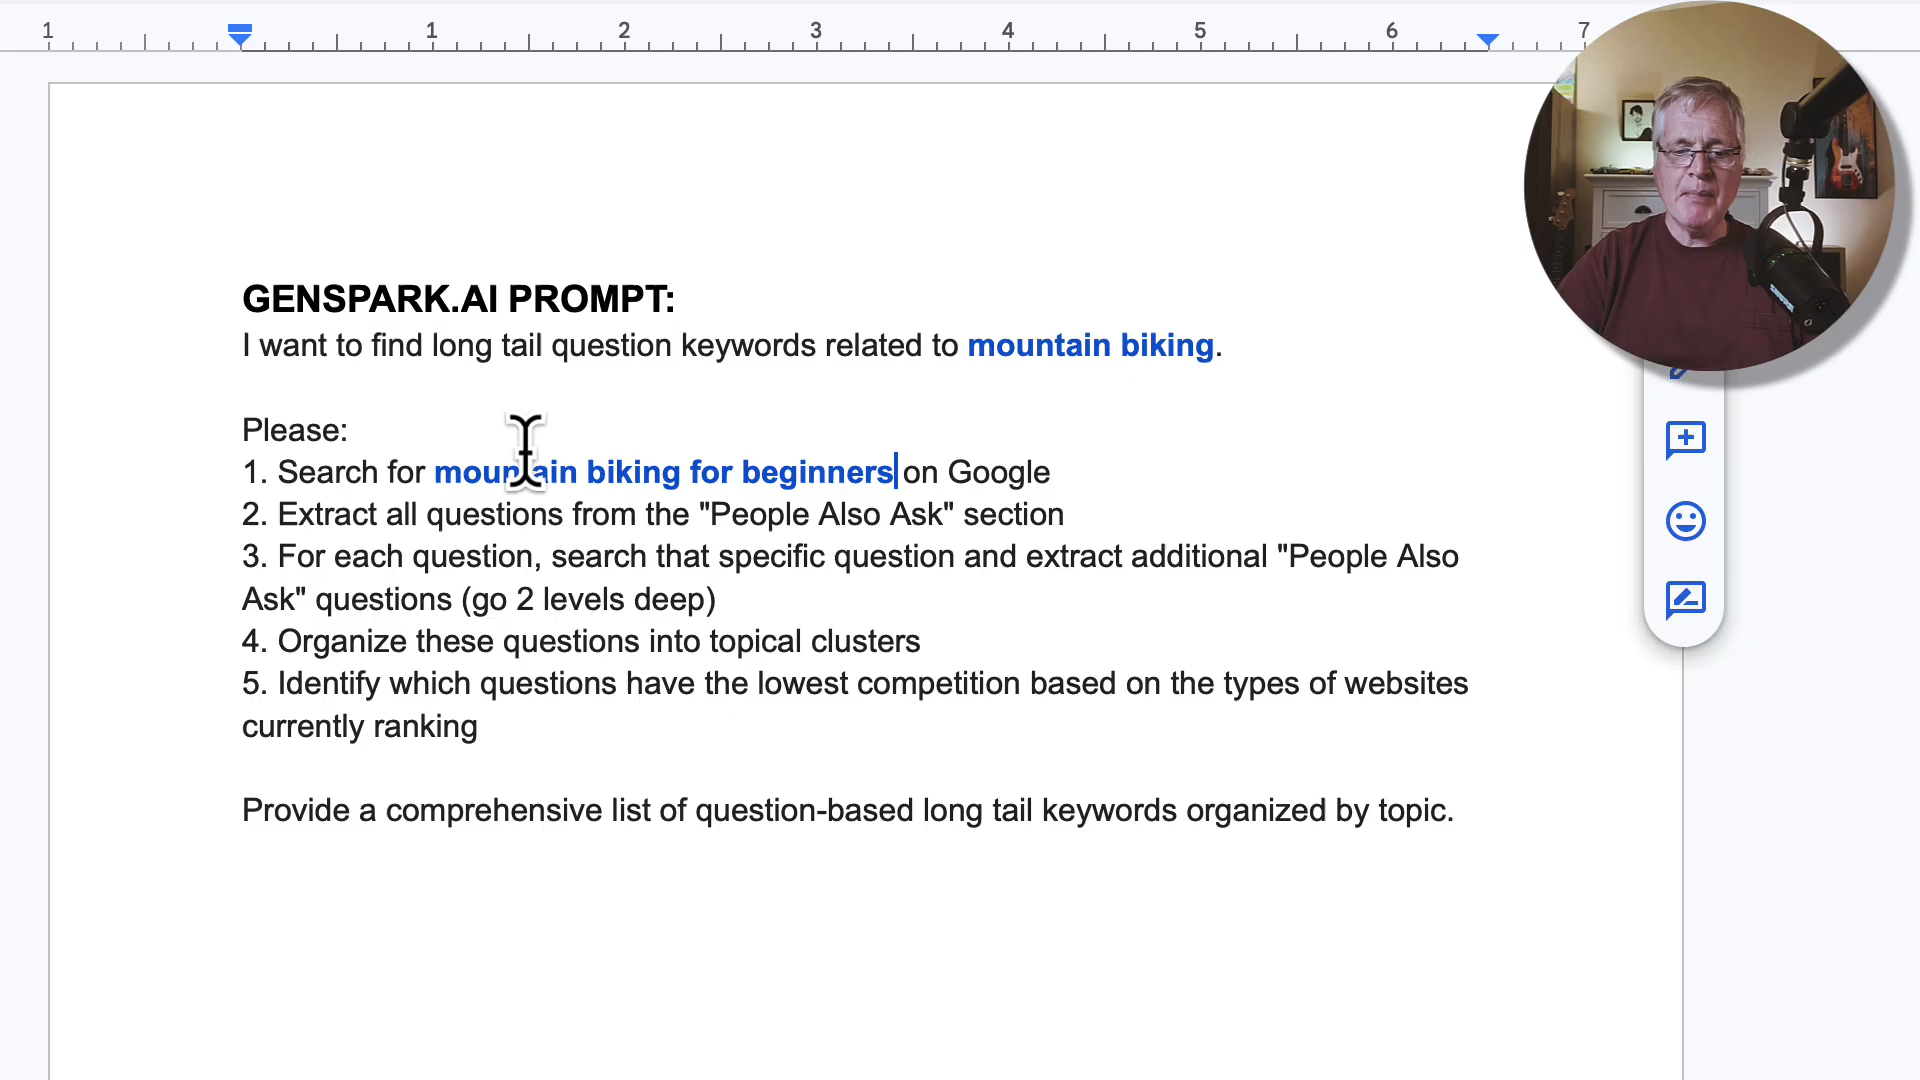 1 1 2 3 4 5 6 7
GENSPARK.AI PROMPT:
I want to find long tail question keywords related to mountain biking.
Please:
1. Search for mountain biking for beginners on Google
2. Extract all questions from the "People Also Ask" section
3. For each question, search that specific question and extract additional "People Also
Ask" questions (go 2 levels deep)
4. Organize these questions into topical clusters
5. Identify which questions have the lowest competition based on the types of websites
currently ranking
Provide a comprehensive list of question-based long tail keywords organized by topic.